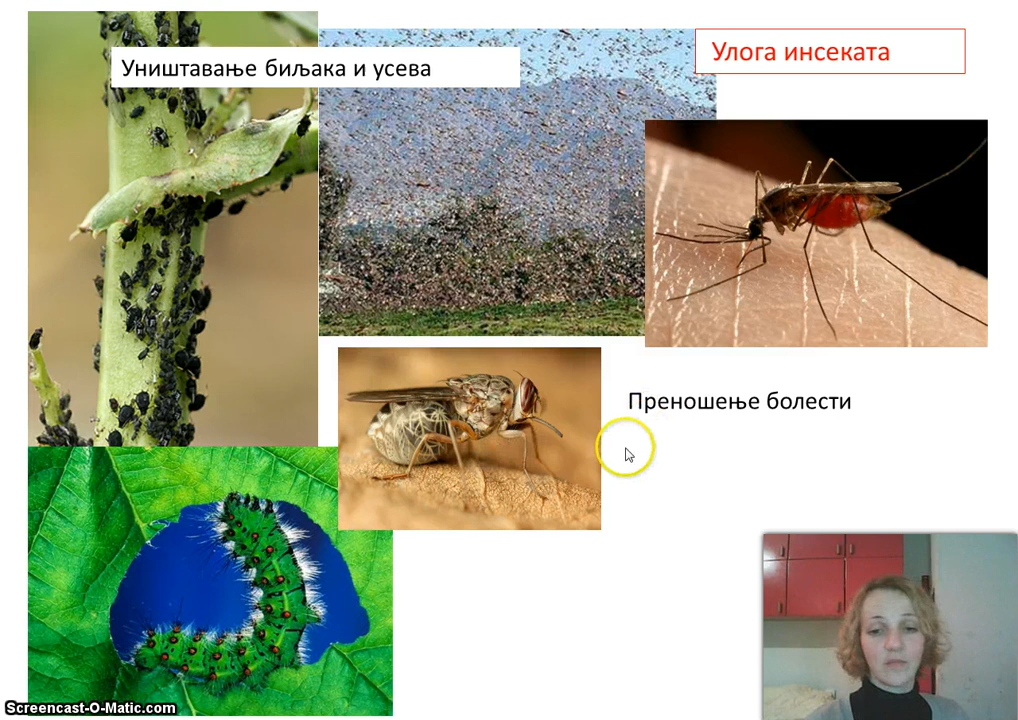 Уништавање биљака и усева
Улога инсеката
Преношење болести
Screencast-O-Matic.com